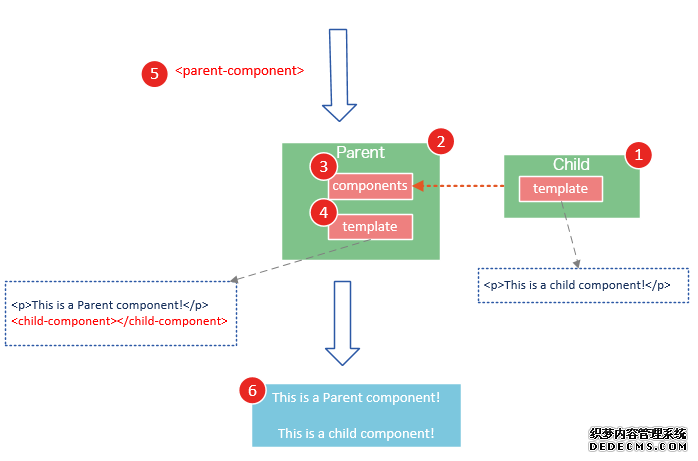 5 <parent-component>
2
1
Parent
Child
3
components
template
4
template
<p>This is a Parent component!</p>
<child-component></child-component>
<p>This is a child component!</p>
6
This is a Parent component!
This is a child component!
织梦内容管理系统
DEDECMS.COM